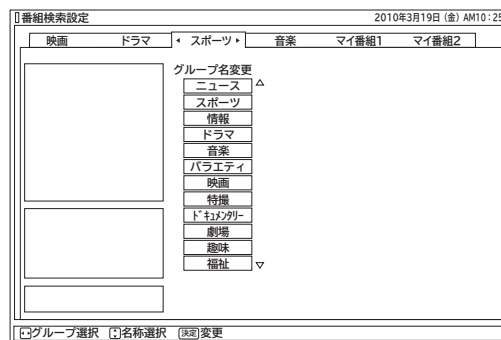 番組検索設定 2010年3月19日(金) AM10:25
映画 ドラマ スポーツ 音楽 マイ番組1 マイ番組2
グループ名変更
ニュース
スポーツ
情報
ドラマ
音楽
バラエティ
映画
特撮
ドキュメンタリー
劇場
趣味
福祉
グループ選択 名称選択 決定 変更